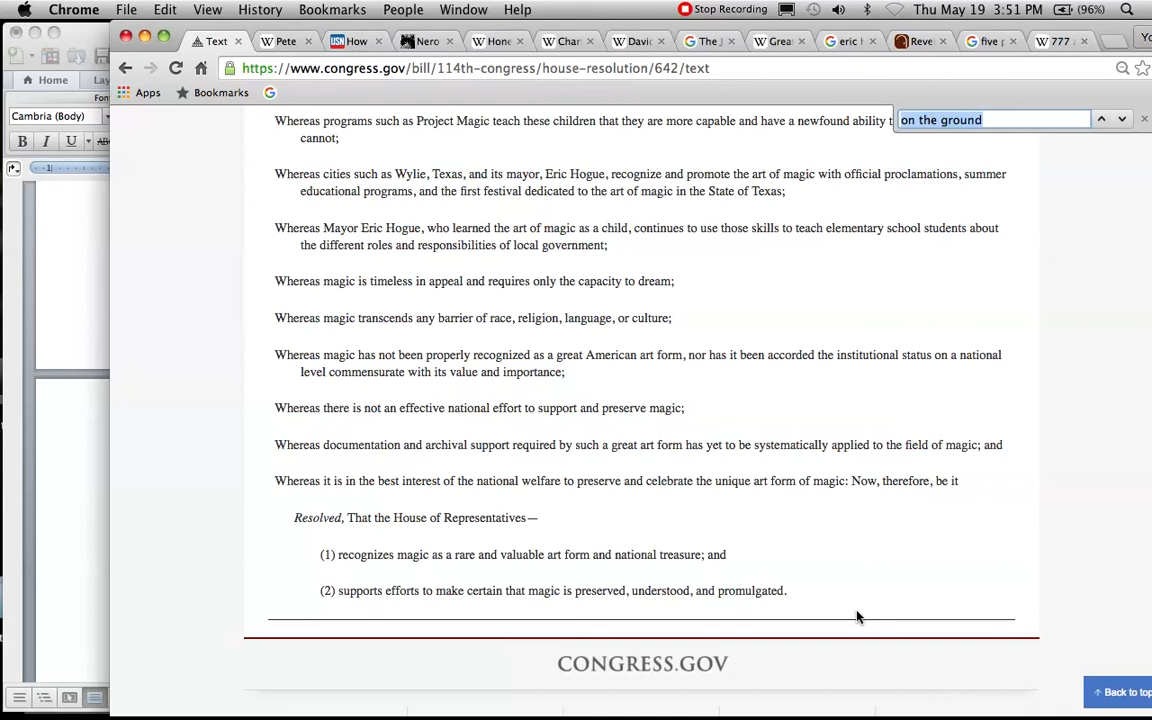 Chrome File Edit View History Bookmarks People Window Help Stop Recording Thu May 19 3:51 PM (96%)
Text Pete How Nero Hone Char David The J Grea eric h Revel five p 777 Yo
https://www.congress.gov/bill/114th-congress/house-resolution/642/text
Apps Bookmarks
Home Lay
Font
Cambria (Body)
B I U ABC
on the ground
Whereas programs such as Project Magic teach these children that they are more capable and have a newfound ability t
cannot;
Whereas cities such as Wylie, Texas, and its mayor, Eric Hogue, recognize and promote the art of magic with official proclamations, summer
educational programs, and the first festival dedicated to the art of magic in the State of Texas;
Whereas Mayor Eric Hogue, who learned the art of magic as a child, continues to use those skills to teach elementary school students about
the different roles and responsibilities of local government;
Whereas magic is timeless in appeal and requires only the capacity to dream;
Whereas magic transcends any barrier of race, religion, language, or culture;
Whereas magic has not been properly recognized as a great American art form, nor has it been accorded the institutional status on a national
level commensurate with its value and importance;
Whereas there is not an effective national effort to support and preserve magic;
Whereas documentation and archival support required by such a great art form has yet to be systematically applied to the field of magic; and
Whereas it is in the best interest of the national welfare to preserve and celebrate the unique art form of magic: Now, therefore, be it
Resolved, That the House of Representatives—
(1) recognizes magic as a rare and valuable art form and national treasure; and
(2) supports efforts to make certain that magic is preserved, understood, and promulgated.
CONGRESS.GOV
Back to top